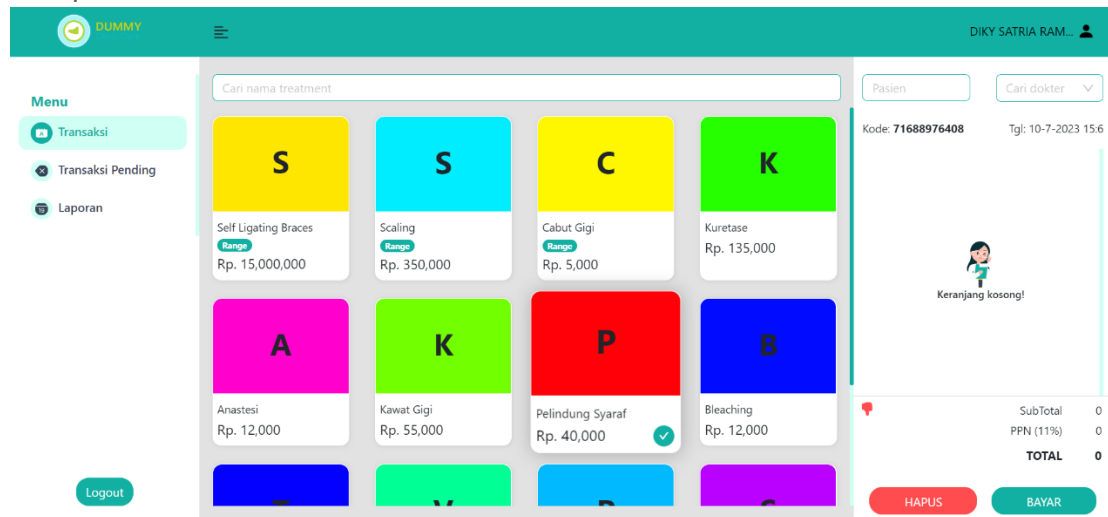 DUMMY
DIKY SATRIA RAM...
Menu
Transaksi
Transaksi Pending
Laporan
Logout
Cari nama treatment
S
Self Ligating Braces
Range
Rp. 15,000,000
S
Scaling
Range
Rp. 350,000
C
Cabut Gigi
Range
Rp. 5,000
K
Kuretase
Rp. 135,000
A
Anastesi
Rp. 12,000
K
Kawat Gigi
Rp. 55,000
P
Pelindung Syaraf
Rp. 40,000
B
Bleaching
Rp. 12,000
Pasien
Cari dokter
Kode: 71688976408
Tgl: 10-7-2023 15:6
Keranjang kosong!
SubTotal 0
PPN (11%) 0
TOTAL 0
HAPUS
BAYAR